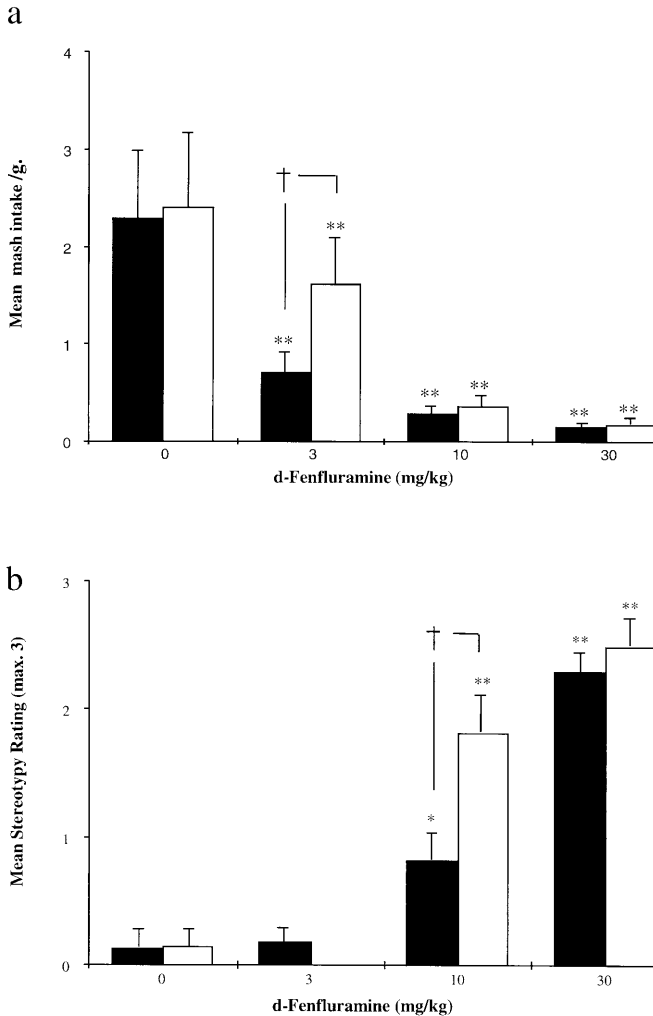 a
Mean mash intake/g.
4
3
2
1
0
†
**
**
**
**
**
**
0 3 10 30
d-Fenfluramine (mg/kg)
b
Mean Stereotypy Rating (max. 3)
3
2
1
0
†
*
**
**
**
0 3 10 30
d-Fenfluramine (mg/kg)